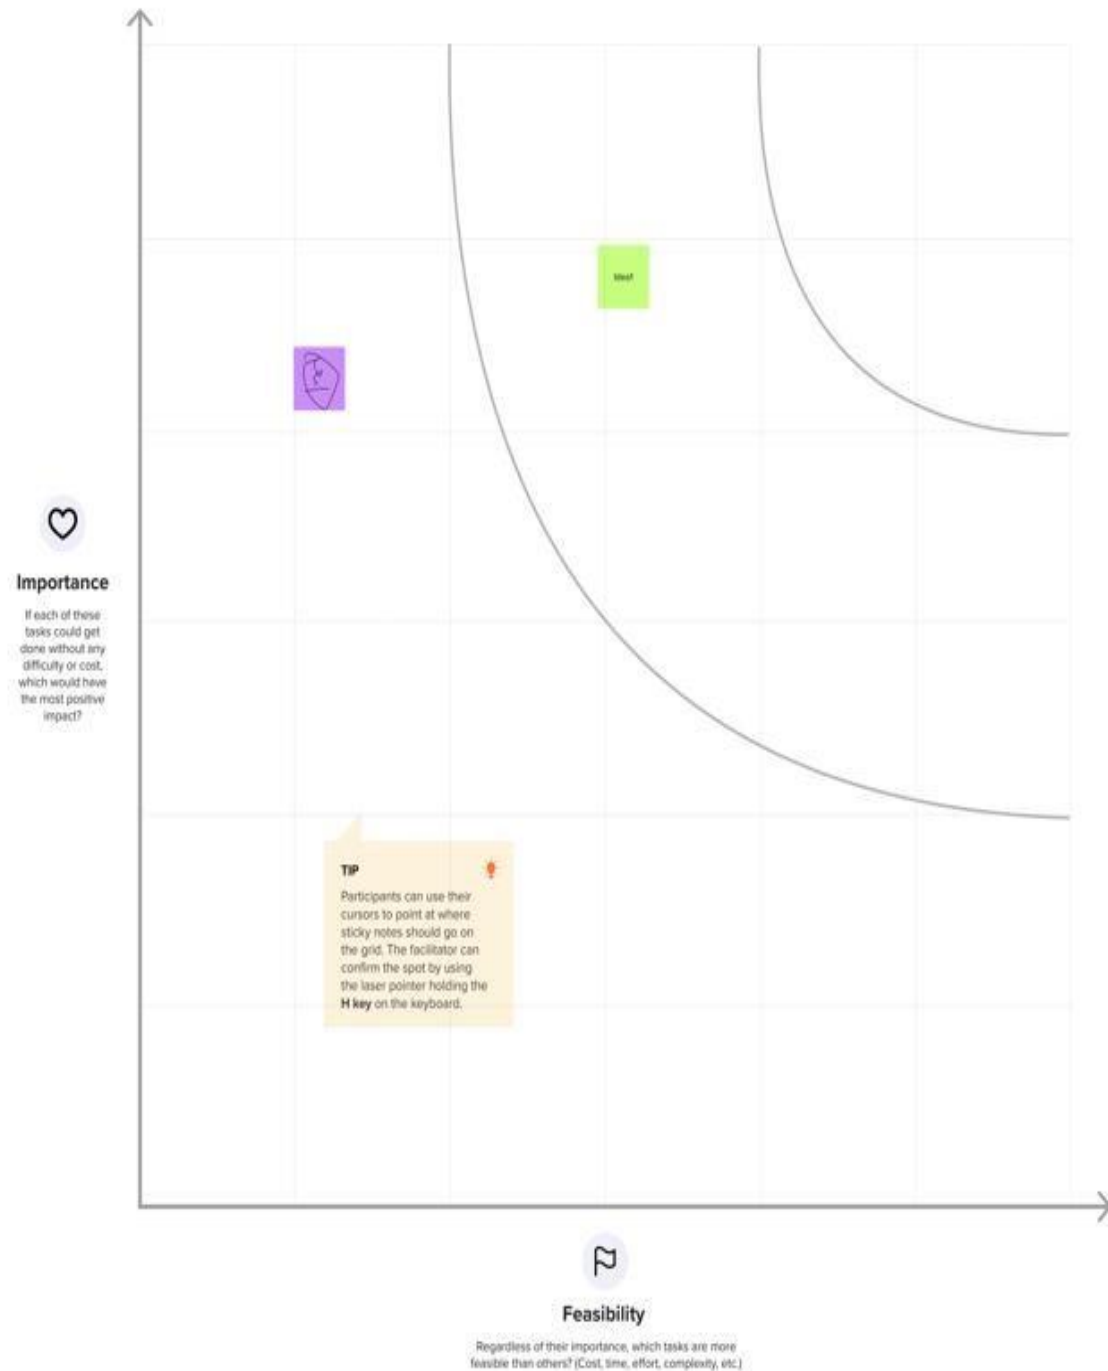 Importance
If each of these
tasks could get
done without any
difficulty or cost,
which would have
the most positive
impact?
TIP
Participants can use their
cursors to point at where
sticky notes should go on
the grid. The facilitator can
confirm the spot by using
the laser pointer holding the
H key on the keyboard.
Feasibility
Regardless of their importance, which tasks are more
feasible than others? (Cost, time, effort, complexity, etc.)